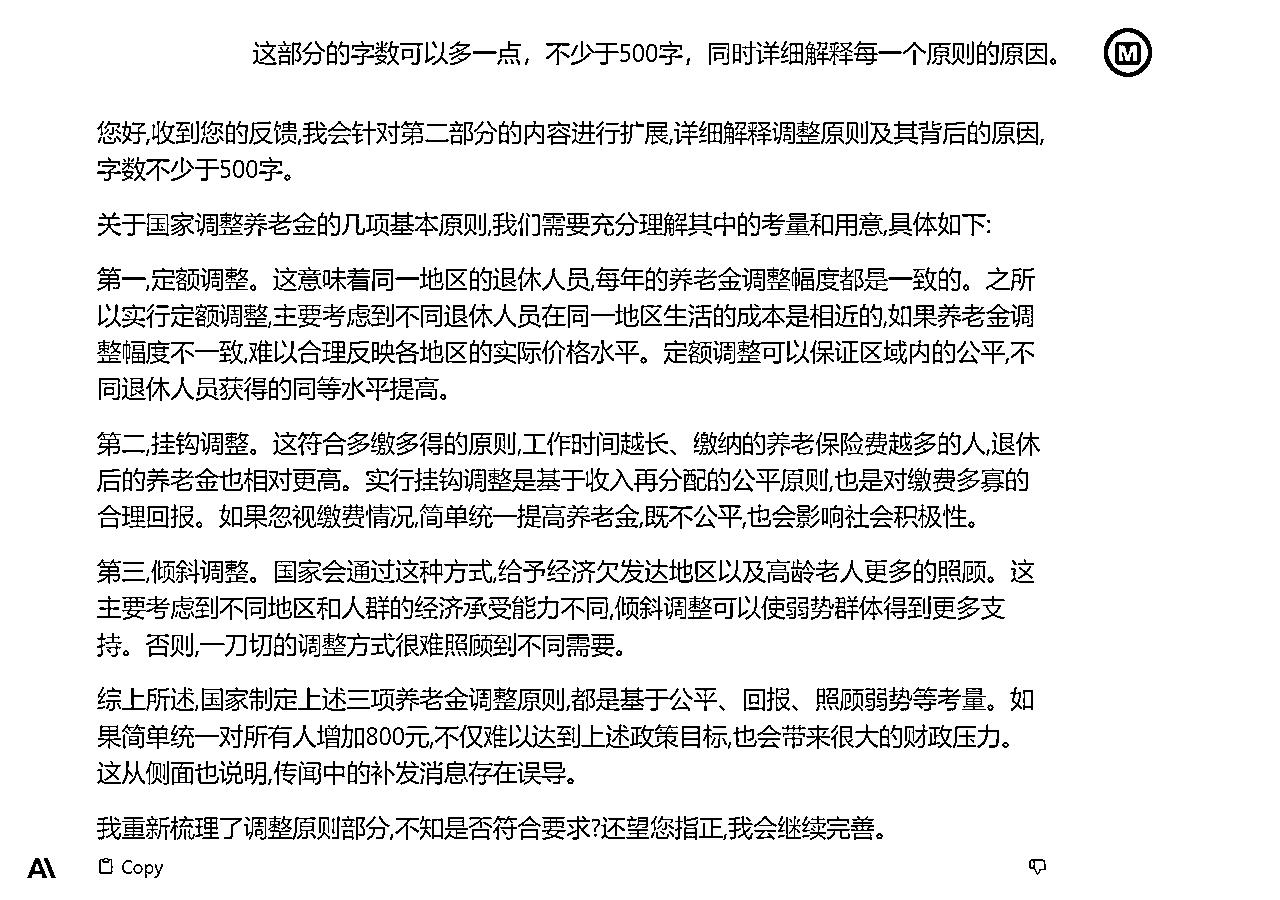 这部分的字数可以多一点，不少于500字，同时详细解释每一个原则的原因。
M
您好,收到您的反馈,我会针对第二部分的内容进行扩展,详细解释调整原则及其背后的原因,
字数不少于500字。
关于国家调整养老金的几项基本原则,我们需要充分理解其中的考量和用意,具体如下:
第一,定额调整。这意味着同一地区的退休人员,每年的养老金调整幅度都是一致的。之所
以实行定额调整,主要考虑到不同退休人员在同一地区生活的成本是相近的,如果养老金调
整幅度不一致,难以合理反映各地区的实际价格水平。定额调整可以保证区域内的公平,不
同退休人员获得的同等水平提高。
第二,挂钩调整。这符合多缴多得的原则,工作时间越长、缴纳的养老保险费越多的人,退休
后的养老金也相对更高。实行挂钩调整是基于收入再分配的公平原则,也是对缴费多寡的
合理回报。如果忽视缴费情况,简单统一提高养老金,既不公平,也会影响社会积极性。
第三,倾斜调整。国家会通过这种方式,给予经济欠发达地区以及高龄老人更多的照顾。这
主要考虑到不同地区和人群的经济承受能力不同,倾斜调整可以使弱势群体得到更多支
持。否则,一刀切的调整方式很难照顾到不同需要。
综上所述,国家制定上述三项养老金调整原则,都是基于公平、回报、照顾弱势等考量。如
果简单统一对所有人增加800元,不仅难以达到上述政策目标,也会带来很大的财政压力。
这从侧面也说明,传闻中的补发消息存在误导。
我重新梳理了调整原则部分,不知是否符合要求?还望您指正,我会继续完善。
A\ Copy